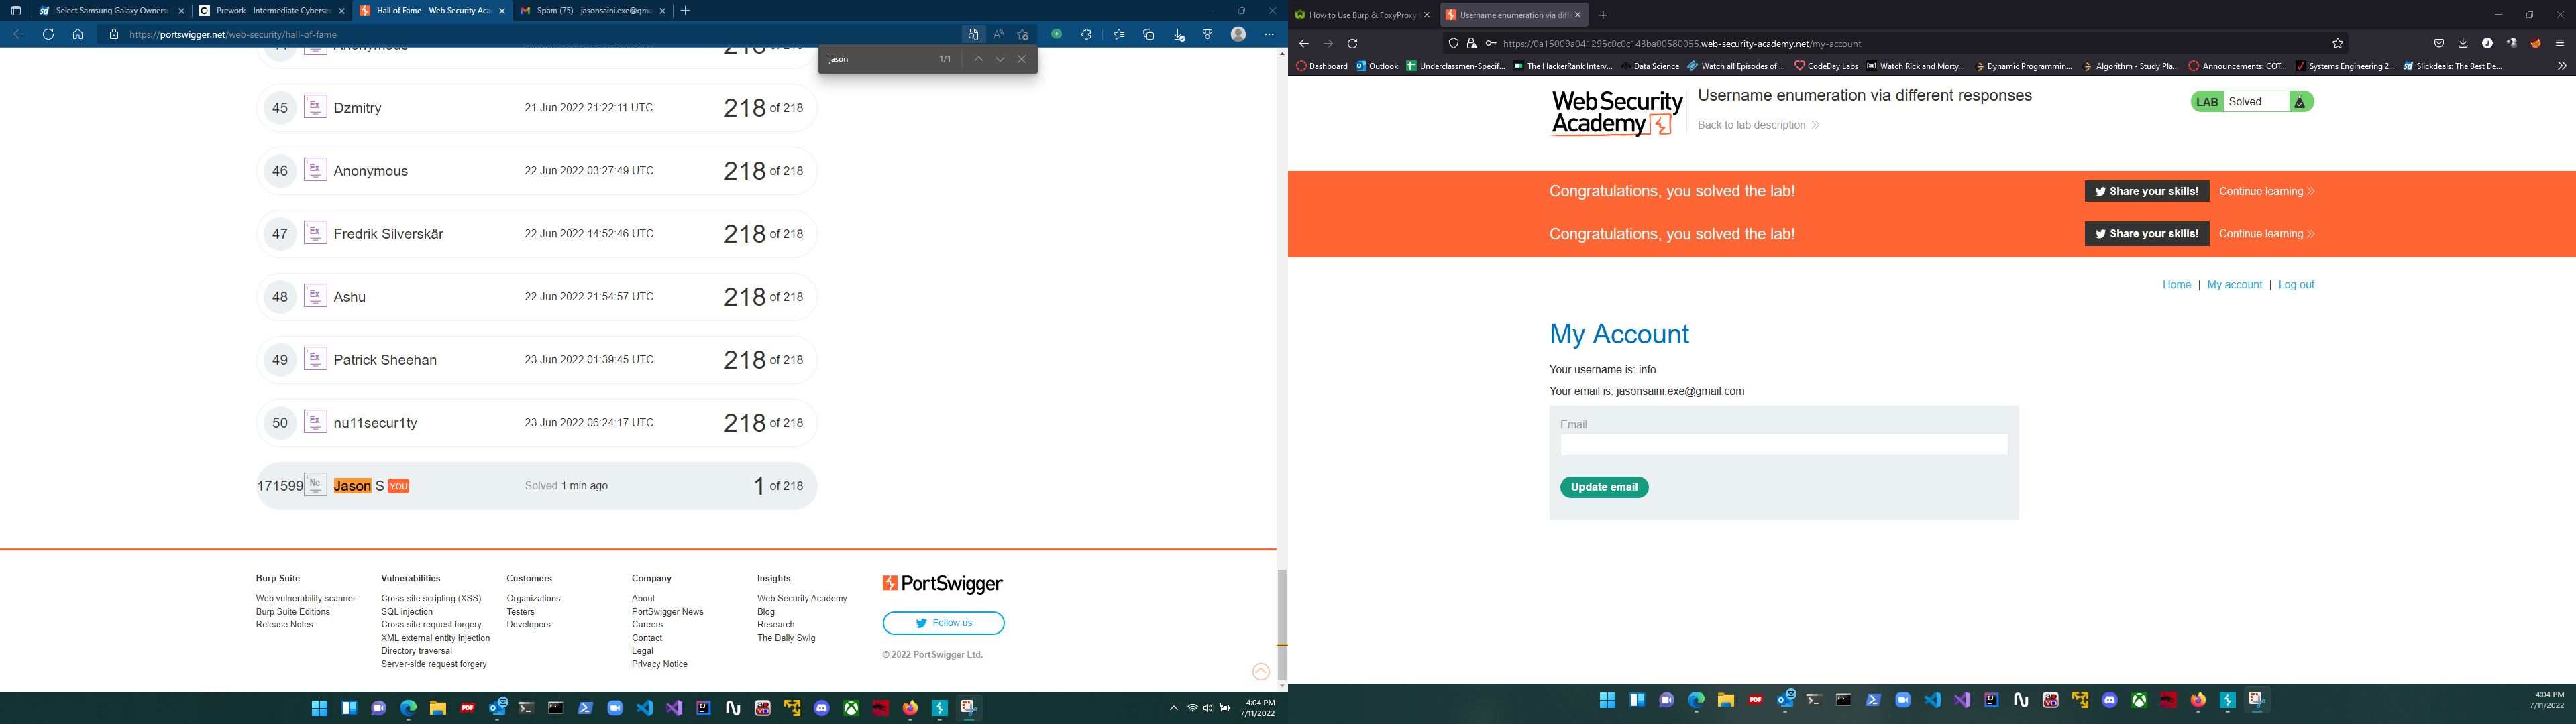 Select Samsung Galaxy Owners:
Prework - Intermediate Cybersec
Hall of Fame - Web Security Aca
Spam (75) - jasonsaini.exe@gma
https://portswigger.net/web-security/hall-of-fame
jason
1/1
45
Ex
Dzmitry
21 Jun 2022 21:22:11 UTC
218 of 218
46
Ex
Anonymous
22 Jun 2022 03:27:49 UTC
218 of 218
47
Ex
Fredrik Silverskär
22 Jun 2022 14:52:46 UTC
218 of 218
48
Ex
Ashu
22 Jun 2022 21:54:57 UTC
218 of 218
49
Ex
Patrick Sheehan
23 Jun 2022 01:39:45 UTC
218 of 218
50
Ex
nu11secur1ty
23 Jun 2022 06:24:17 UTC
218 of 218
171599
Ne
Jason S YOU
Solved 1 min ago
1 of 218
Burp Suite
Web vulnerability scanner
Burp Suite Editions
Release Notes
Vulnerabilities
Cross-site scripting (XSS)
SQL injection
Cross-site request forgery
XML external entity injection
Directory traversal
Server-side request forgery
Customers
Organizations
Testers
Developers
Company
About
PortSwigger News
Careers
Contact
Legal
Privacy Notice
Insights
Web Security Academy
Blog
Research
The Daily Swig
PortSwigger
Follow us
© 2022 PortSwigger Ltd.
4:04 PM
7/11/2022
How to Use Burp & FoxyProxy
Username enumeration via diffe
https://0a15009a041295c0c0c143ba00580055.web-security-academy.net/my-account
Dashboard
Outlook
Underclassmen-Specif...
The HackerRank Interv...
Data Science
Watch all Episodes of ...
CodeDay Labs
Watch Rick and Morty...
Dynamic Programmin...
Algorithm - Study Pla...
Announcements: COT...
Systems Engineering 2...
Slickdeals: The Best De...
Web Security
Academy
Username enumeration via different responses
Back to lab description
LAB
Solved
Congratulations, you solved the lab!
Share your skills!
Continue learning
Congratulations, you solved the lab!
Share your skills!
Continue learning
Home | My account | Log out
My Account
Your username is: info
Your email is: jasonsaini.exe@gmail.com
Email
Update email
4:04 PM
7/11/2022